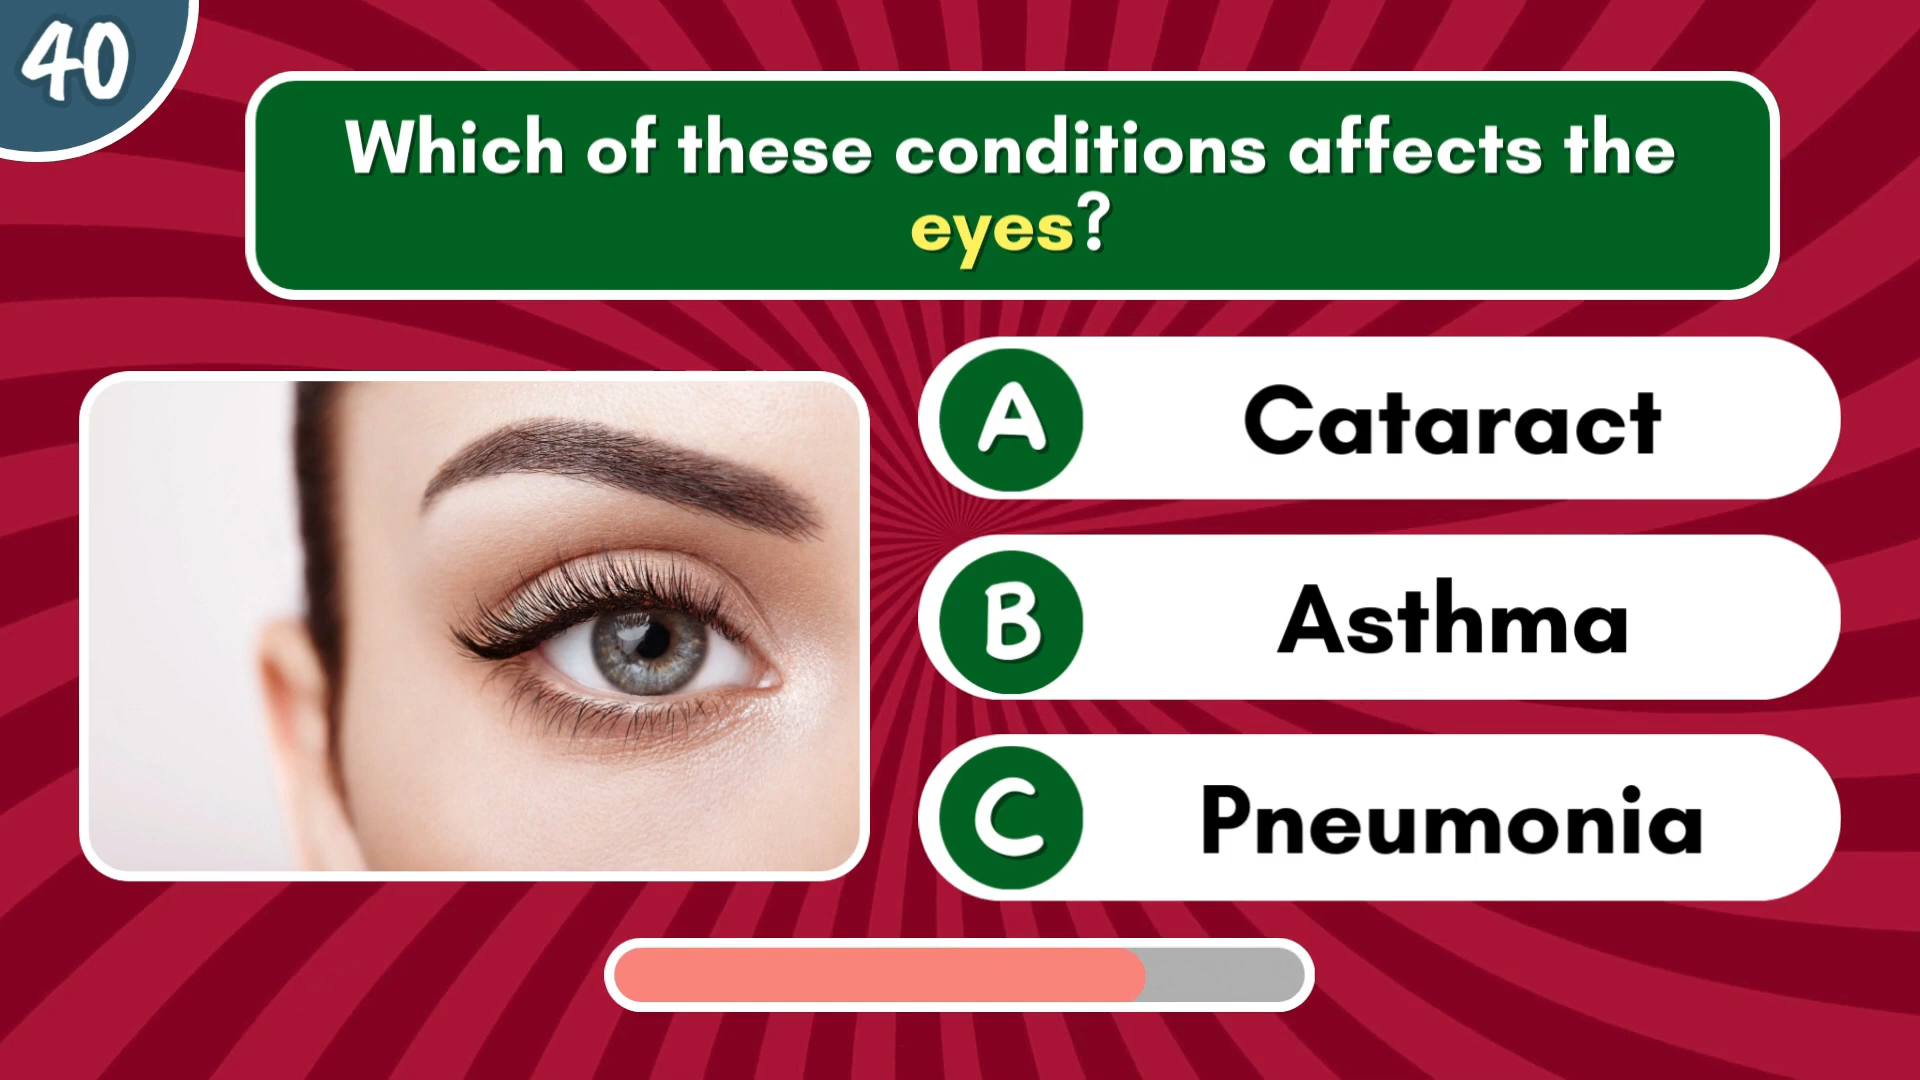 40
Which of these conditions affects the
eyes?
A Cataract
B Asthma
C Pneumonia